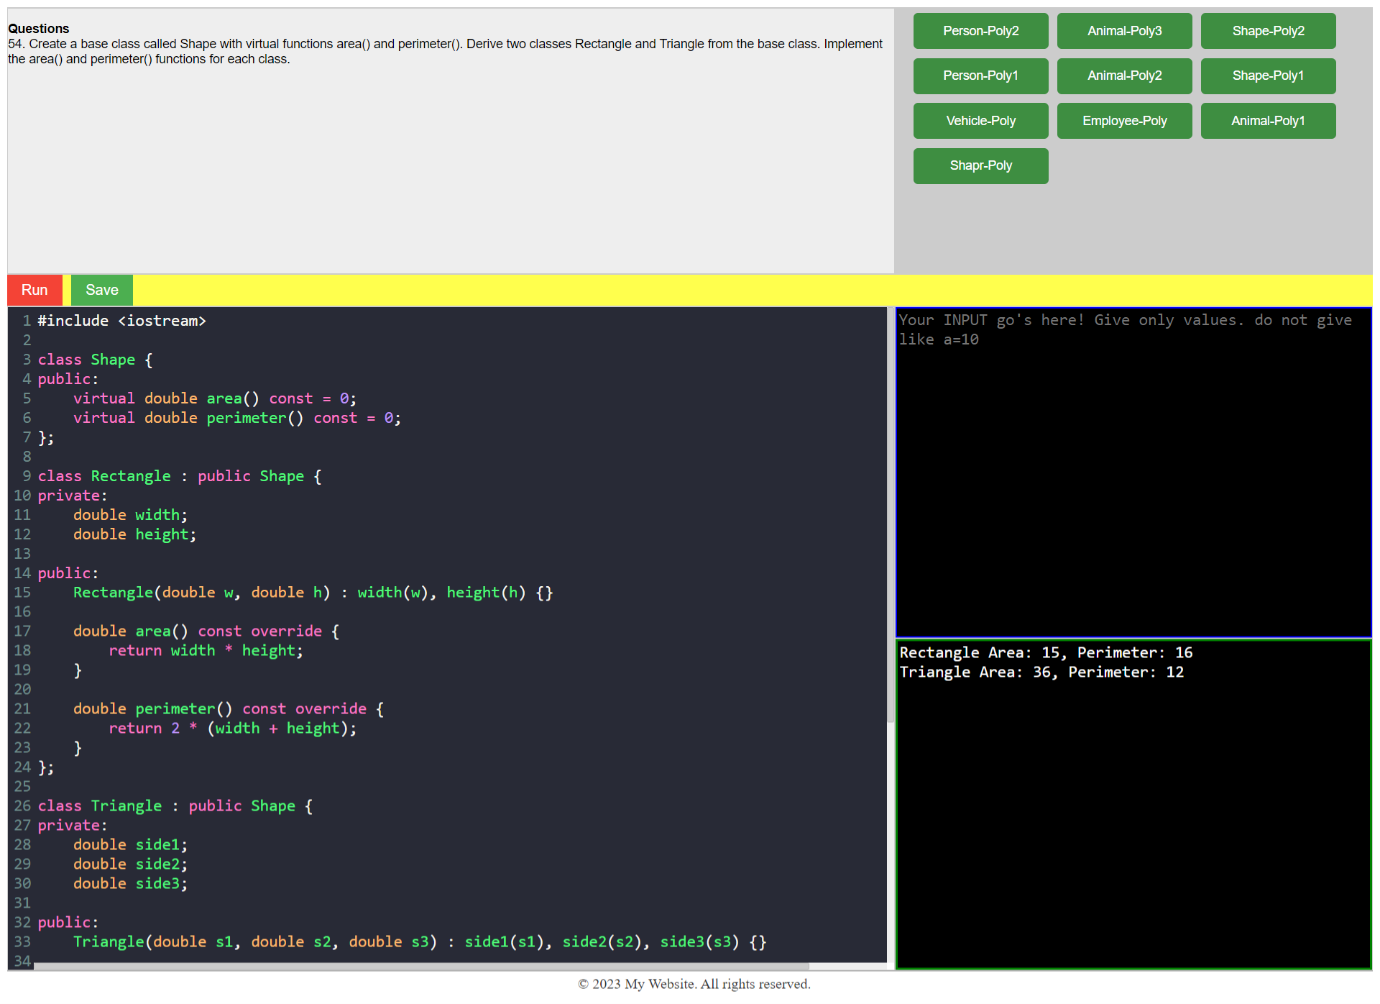 Questions
54. Create a base class called Shape with virtual functions area() and perimeter(). Derive two classes Rectangle and Triangle from the base class. Implement
the area() and perimeter() functions for each class.
Person-Poly2 Animal-Poly3 Shape-Poly2
Person-Poly1 Animal-Poly2 Shape-Poly1
Vehicle-Poly Employee-Poly Animal-Poly1
Shapr-Poly
Run Save
1 #include <iostream>
2
3 class Shape {
4 public:
5     virtual double area() const = 0;
6     virtual double perimeter() const = 0;
7 };
8
9 class Rectangle : public Shape {
10 private:
11     double width;
12     double height;
13
14 public:
15     Rectangle(double w, double h) : width(w), height(h) {}
16
17     double area() const override {
18         return width * height;
19     }
20
21     double perimeter() const override {
22         return 2 * (width + height);
23     }
24 };
25
26 class Triangle : public Shape {
27 private:
28     double side1;
29     double side2;
30     double side3;
31
32 public:
33     Triangle(double s1, double s2, double s3) : side1(s1), side2(s2), side3(s3) {}
34
Your INPUT go's here! Give only values. do not give
like a=10
Rectangle Area: 15, Perimeter: 16
Triangle Area: 36, Perimeter: 12
© 2023 My Website. All rights reserved.